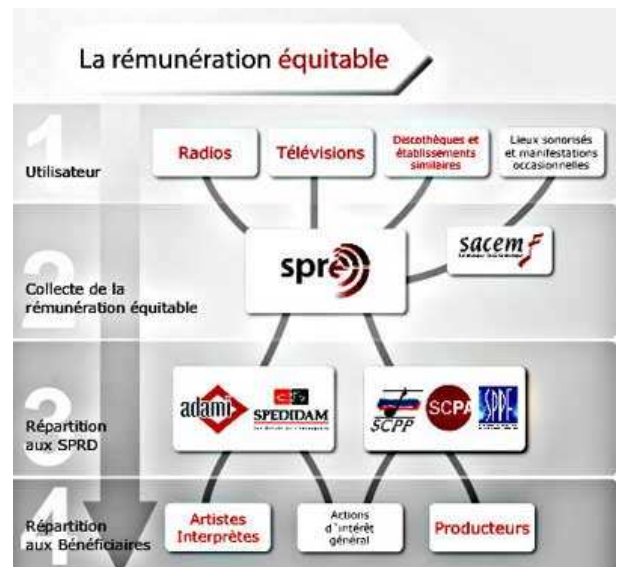 La rémunération équitable
1
Utilisateur
Radios
Télévisions
Discothèques et
établissements
similaires
Lieux sonorisés
et manifestations
occasionnelles
2
Collecte de la
rémunération équitable
spré
sacem
3
Répartition
aux SPRD
adami
SPEDIDAM
SCPP
SCPA
SPPF
4
Répartition
aux Bénéficiaires
Artistes
Interprètes
Actions
d'intérêt
général
Producteurs